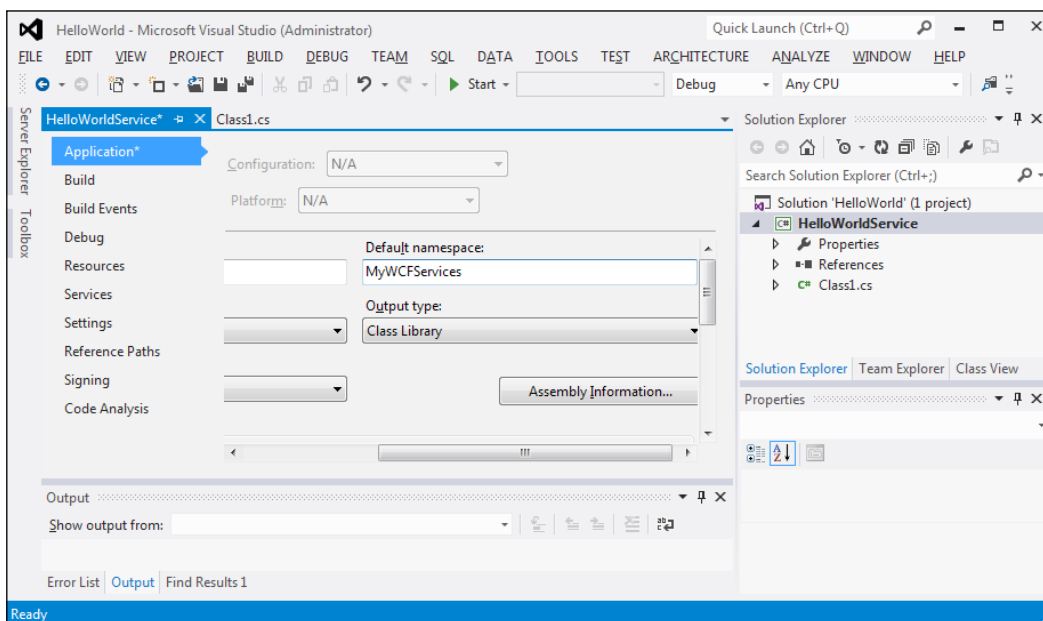 HelloWorld - Microsoft Visual Studio (Administrator)
Quick Launch (Ctrl+Q)
FILE EDIT VIEW PROJECT BUILD DEBUG TEAM SQL DATA TOOLS TEST ARCHITECTURE ANALYZE WINDOW HELP
Start
Debug
Any CPU
Server Explorer
Toolbox
HelloWorldService*
Class1.cs
Application*
Build
Build Events
Debug
Resources
Services
Settings
Reference Paths
Signing
Code Analysis
Configuration: N/A
Platform: N/A
Default namespace:
MyWCFServices
Output type:
Class Library
Assembly Information...
Solution Explorer
Search Solution Explorer (Ctrl+;)
Solution 'HelloWorld' (1 project)
C# HelloWorldService
Properties
References
C# Class1.cs
Solution Explorer Team Explorer Class View
Properties
Output
Show output from:
Error List Output Find Results 1
Ready